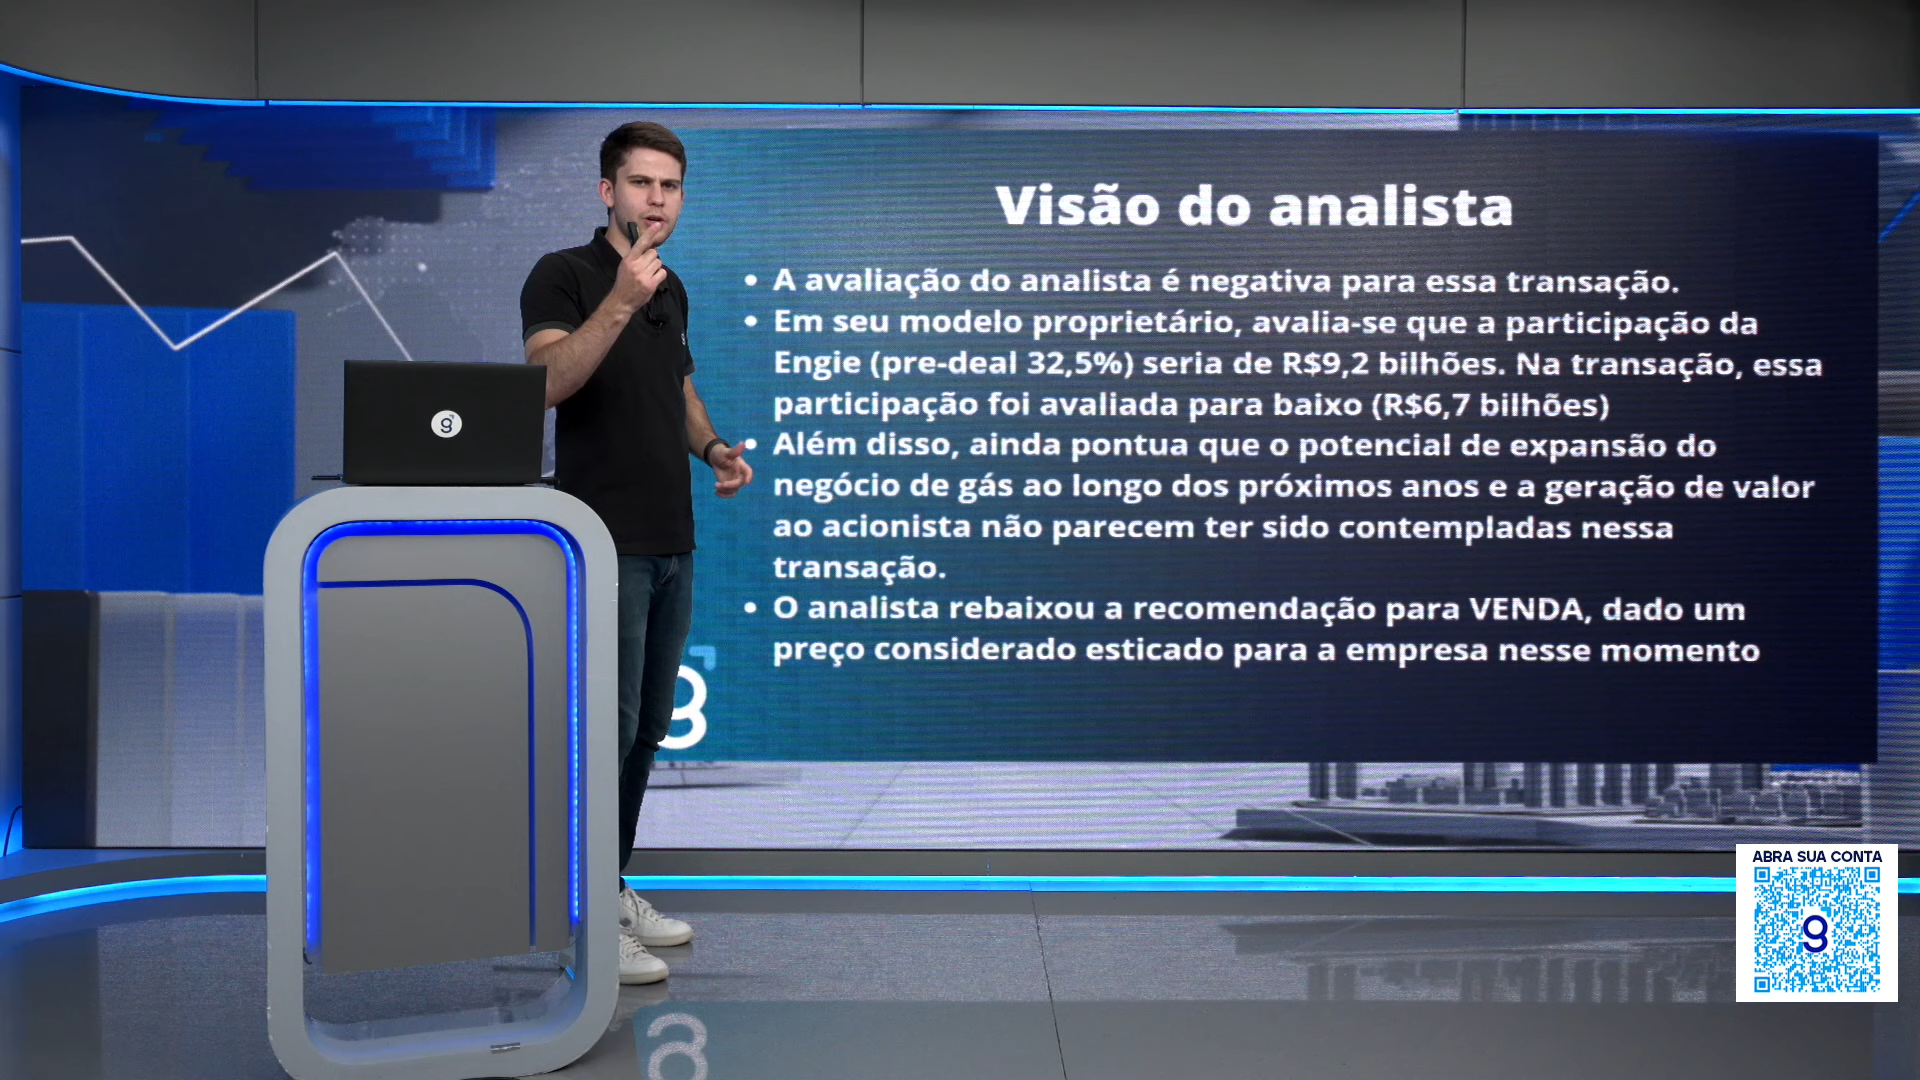 Visão do analista
• A avaliação do analista é negativa para essa transação.
• Em seu modelo proprietário, avalia-se que a participação da
Engie (pre-deal 32,5%) seria de R$9,2 bilhões. Na transação, essa
participação foi avaliada para baixo (R$6,7 bilhões)
• Além disso, ainda pontua que o potencial de expansão do
negócio de gás ao longo dos próximos anos e a geração de valor
ao acionista não parecem ter sido contempladas nessa
transação.
• O analista rebaixou a recomendação para VENDA, dado um
preço considerado esticado para a empresa nesse momento
g
g
ABRA SUA CONTA
g